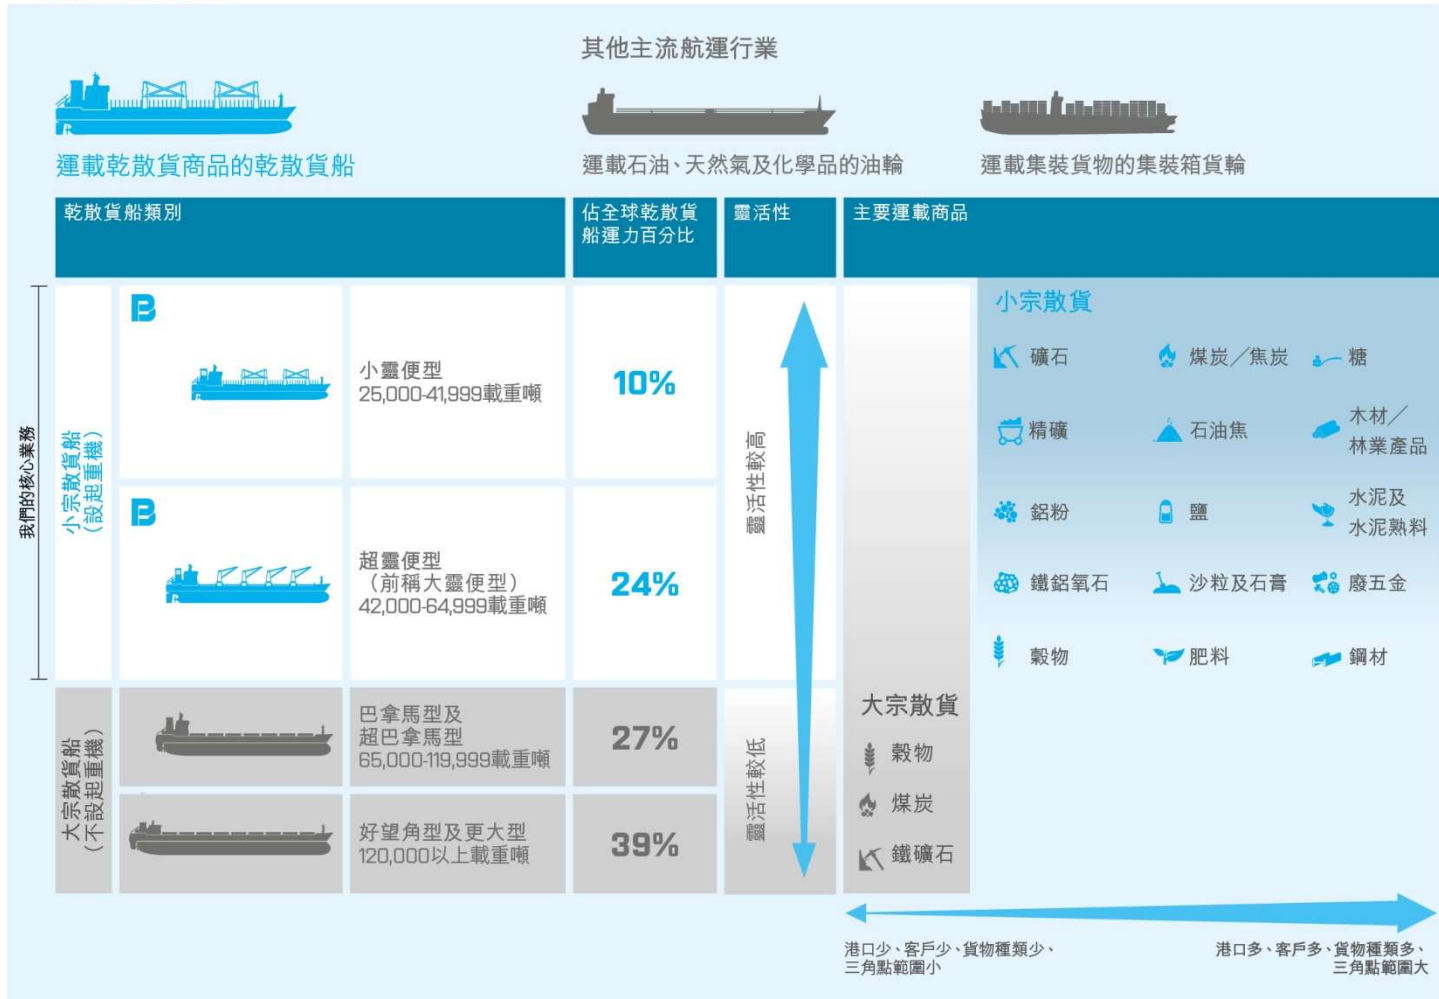 其他主流航運行業
運載乾散貨商品的乾散貨船
運載石油、天然氣及化學品的油輪
運載集裝貨物的集裝箱貨輪
乾散貨船類別
佔全球乾散貨
船運力百分比
靈活性
主要運載商品
我們的核心業務
小宗散貨船
（設起重機）
小靈便型
25,000-41,999載重噸
10%
超靈便型
（前稱大靈便型）
42,000-64,999載重噸
24%
靈活性較高
大宗散貨船
（不設起重機）
巴拿馬型及
超巴拿馬型
65,000-119,999載重噸
27%
好望角型及更大型
120,000以上載重噸
39%
靈活性較低
小宗散貨
礦石
煤炭／焦炭
糖
精礦
石油焦
木材／
林業產品
鋁粉
鹽
水泥及
水泥熟料
鐵鋁氧石
沙粒及石膏
廢五金
穀物
肥料
鋼材
大宗散貨
穀物
煤炭
鐵礦石
港口少、客戶少、貨物種類少、
三角點範圍小
港口多、客戶多、貨物種類多、
三角點範圍大